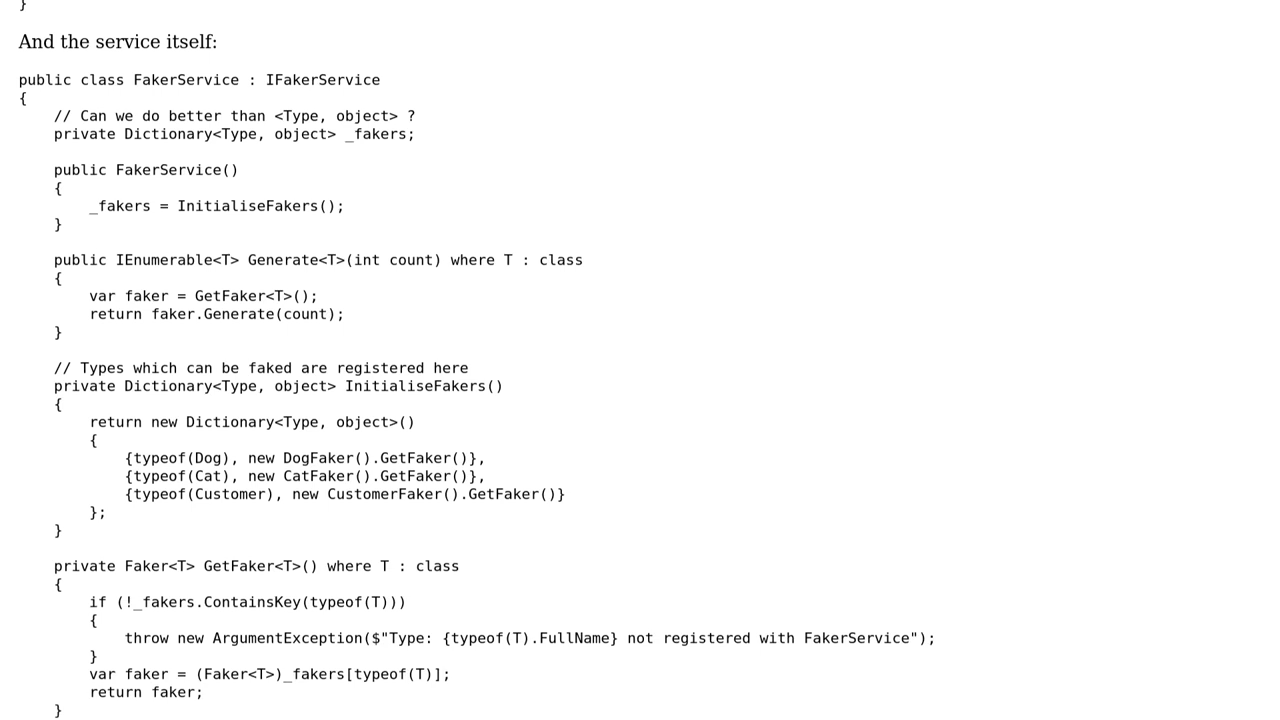 }
And the service itself:
public class FakerService : IFakerService
{
    // Can we do better than <Type, object> ?
    private Dictionary<Type, object> _fakers;

    public FakerService()
    {
        _fakers = InitialiseFakers();
    }

    public IEnumerable<T> Generate<T>(int count) where T : class
    {
        var faker = GetFaker<T>();
        return faker.Generate(count);
    }

    // Types which can be faked are registered here
    private Dictionary<Type, object> InitialiseFakers()
    {
        return new Dictionary<Type, object>()
        {
            {typeof(Dog), new DogFaker().GetFaker()},
            {typeof(Cat), new CatFaker().GetFaker()},
            {typeof(Customer), new CustomerFaker().GetFaker()}
        };
    }

    private Faker<T> GetFaker<T>() where T : class
    {
        if (!_fakers.ContainsKey(typeof(T)))
        {
            throw new ArgumentException($"Type: {typeof(T).FullName} not registered with FakerService");
        }
        var faker = (Faker<T>)_fakers[typeof(T)];
        return faker;
    }